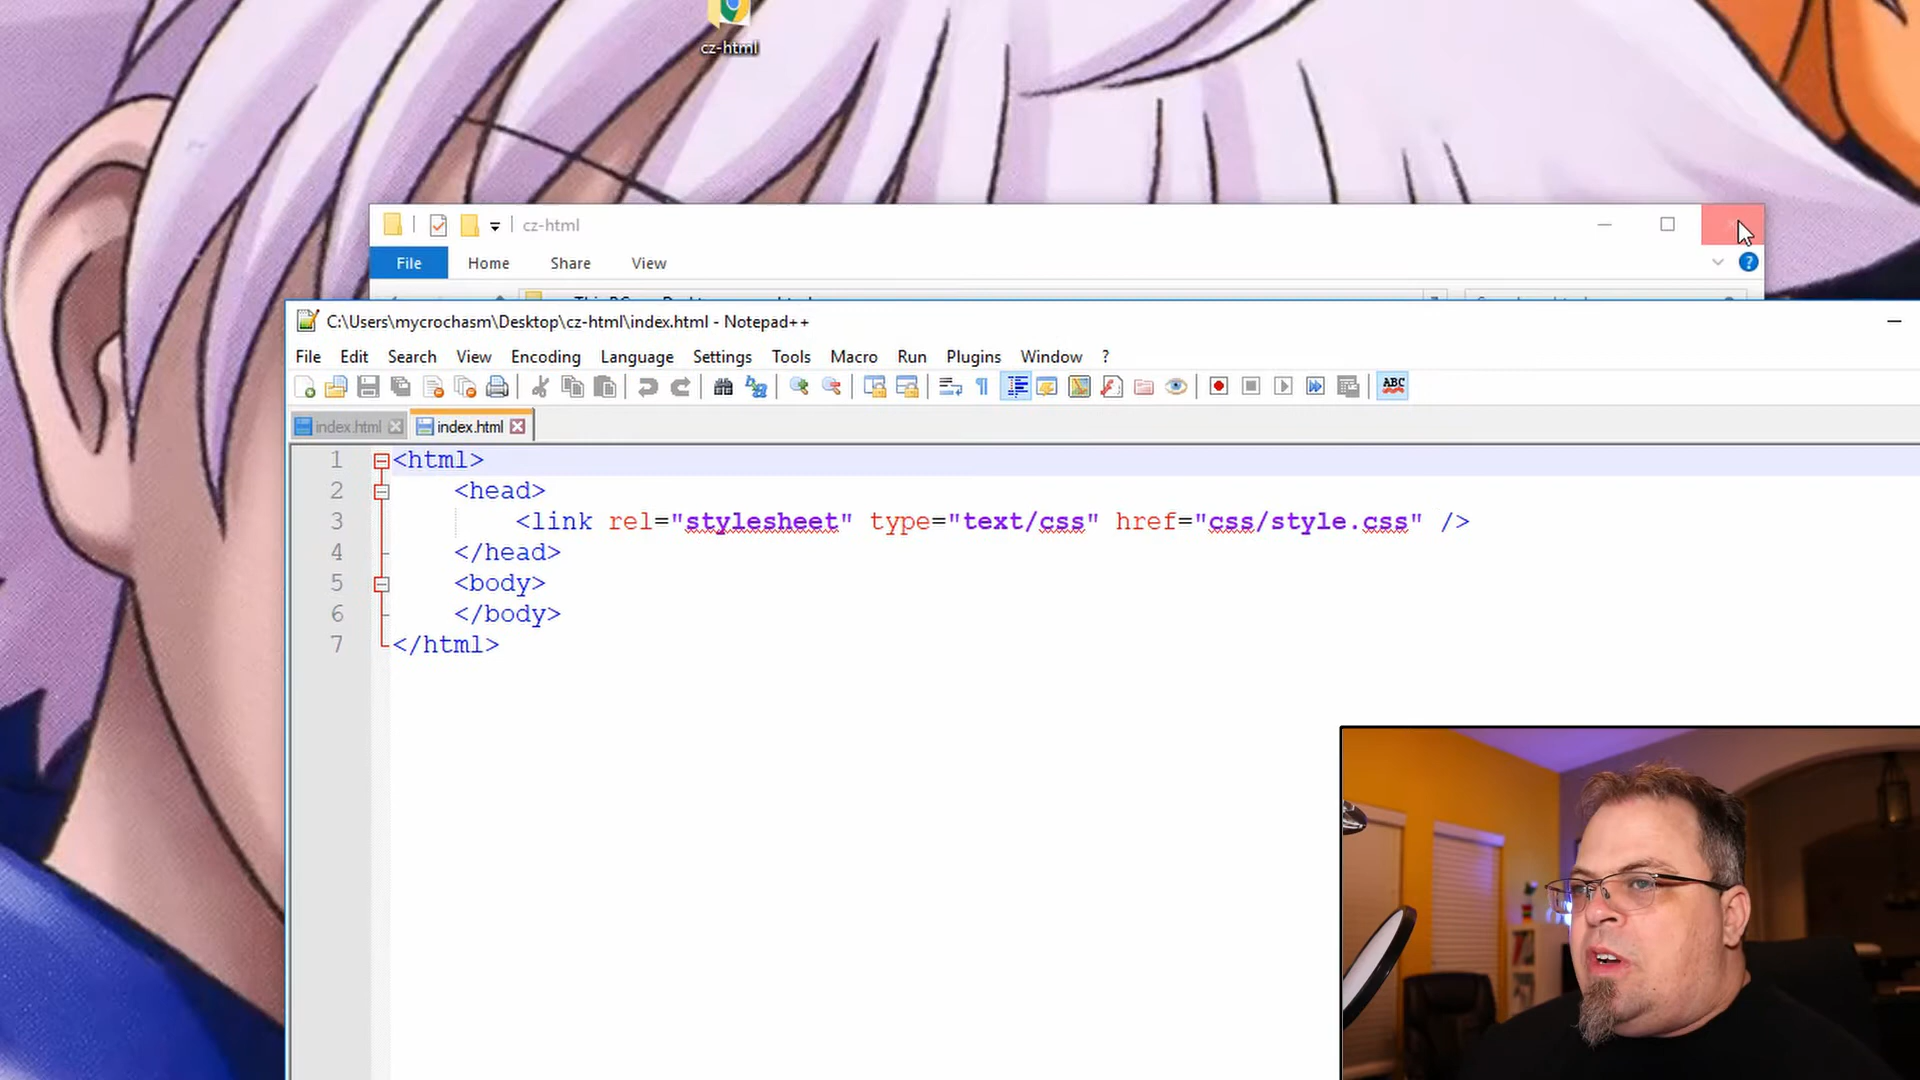 cz-html
cz-html
File Home Share View
C:\Users\mycrochasm\Desktop\cz-html\index.html - Notepad++
File Edit Search View Encoding Language Settings Tools Macro Run Plugins Window ?
ABC
index.html index.html
1 <html>
2 <head>
3 <link rel="stylesheet" type="text/css" href="css/style.css" />
4 </head>
5 <body>
6 </body>
7 </html>